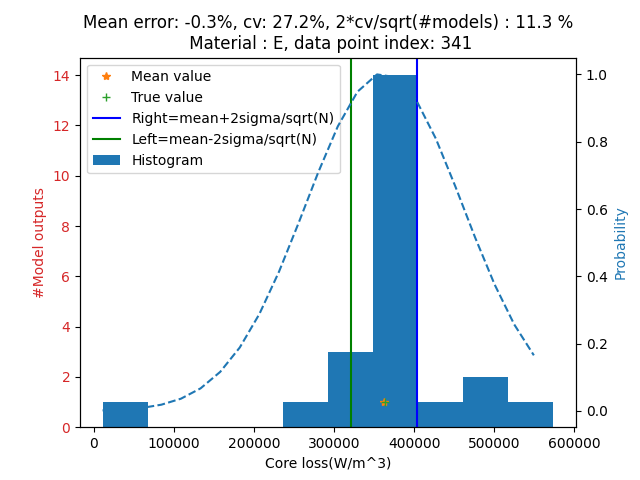 Mean error: -0.3%, cv: 27.2%, 2*cv/sqrt(#models) : 11.3 %
Material : E, data point index: 341
Mean value
True value
Right=mean+2sigma/sqrt(N)
Left=mean-2sigma/sqrt(N)
Histogram
#Model outputs
14
12
10
8
6
4
2
0
1.0
0.8
0.6
0.4
0.2
0.0
Probability
0 100000 200000 300000 400000 500000 600000
Core loss(W/m^3)